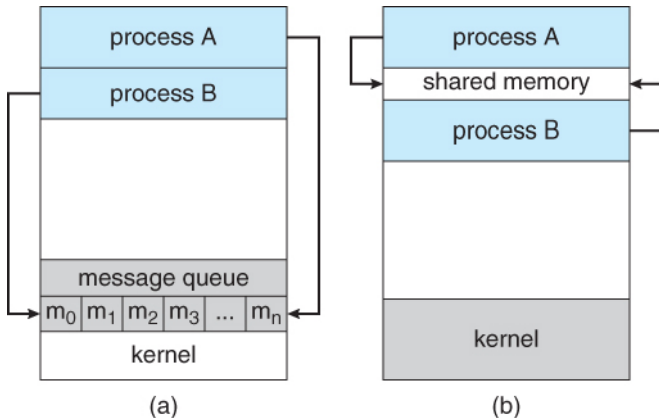 process A
process B
message queue
m0 m1 m2 m3 ... mn
kernel
(a)
process A
shared memory
process B
kernel
(b)